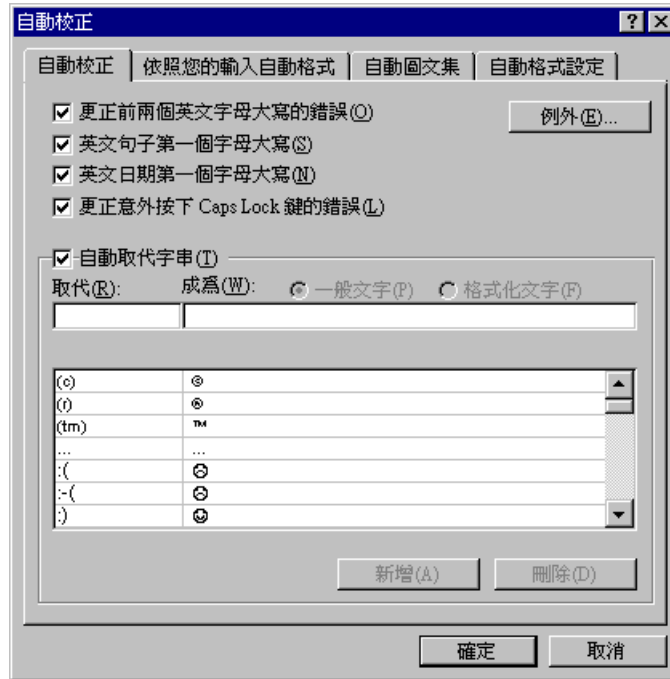 自動校正
自動校正 依照您的輸入自動格式 自動圖文集 自動格式設定
更正前兩個英文字母大寫的錯誤(O) 例外(E)...
英文句子第一個字母大寫(S)
英文日期第一個字母大寫(N)
更正意外按下 Caps Lock 鍵的錯誤(L)
自動取代字串(T)
取代(R): 成爲(W): 一般文字(P) 格式化文字(F)
(c) ©
(r) ®
(tm) ™
... ...
:( ☹
:-( ☹
:) ☺
新增(A) 刪除(D)
確定 取消